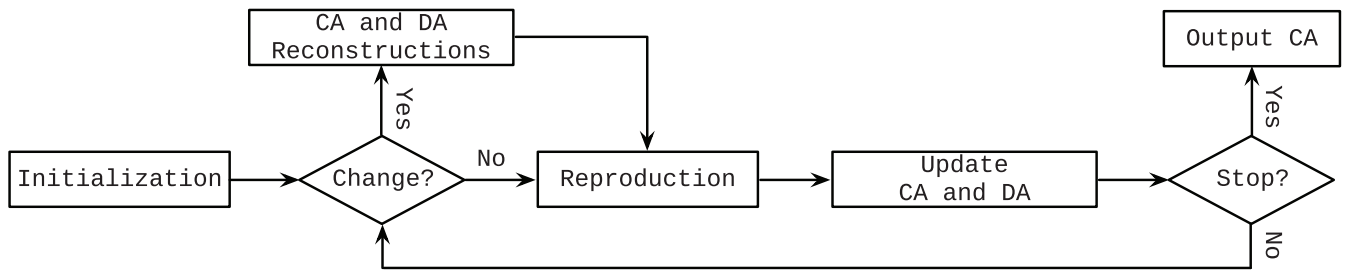 CA and DA
Reconstructions
Output CA
Yes
Yes
Initialization
Change?
No
Reproduction
Update
CA and DA
Stop?
No